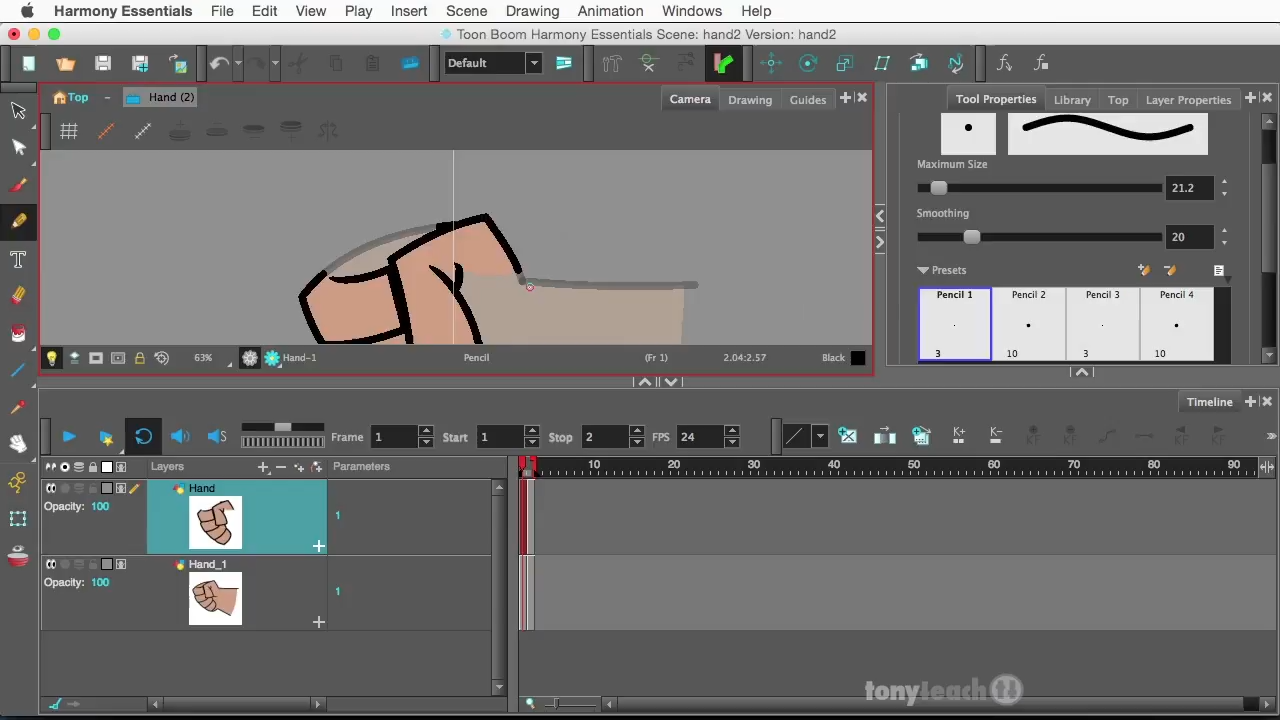 Harmony Essentials File Edit View Play Insert Scene Drawing Animation Windows Help
Toon Boom Harmony Essentials Scene: hand2 Version: hand2
Default
Top - Hand (2) Camera Drawing Guides
Tool Properties Library Top Layer Properties
Maximum Size
21.2
Smoothing
20
Presets
Pencil 1 Pencil 2 Pencil 3 Pencil 4
3 10 3 10
63% Hand-1 Pencil (Fr 1) 2.04:2.57 Black
Timeline
Frame 1 Start 1 Stop 2 FPS 24
K+ K-
Layers Parameters
10 20 30 40 50 60 70 80 90
Hand
Opacity: 100
1
Hand_1
Opacity: 100
1
tonyteach